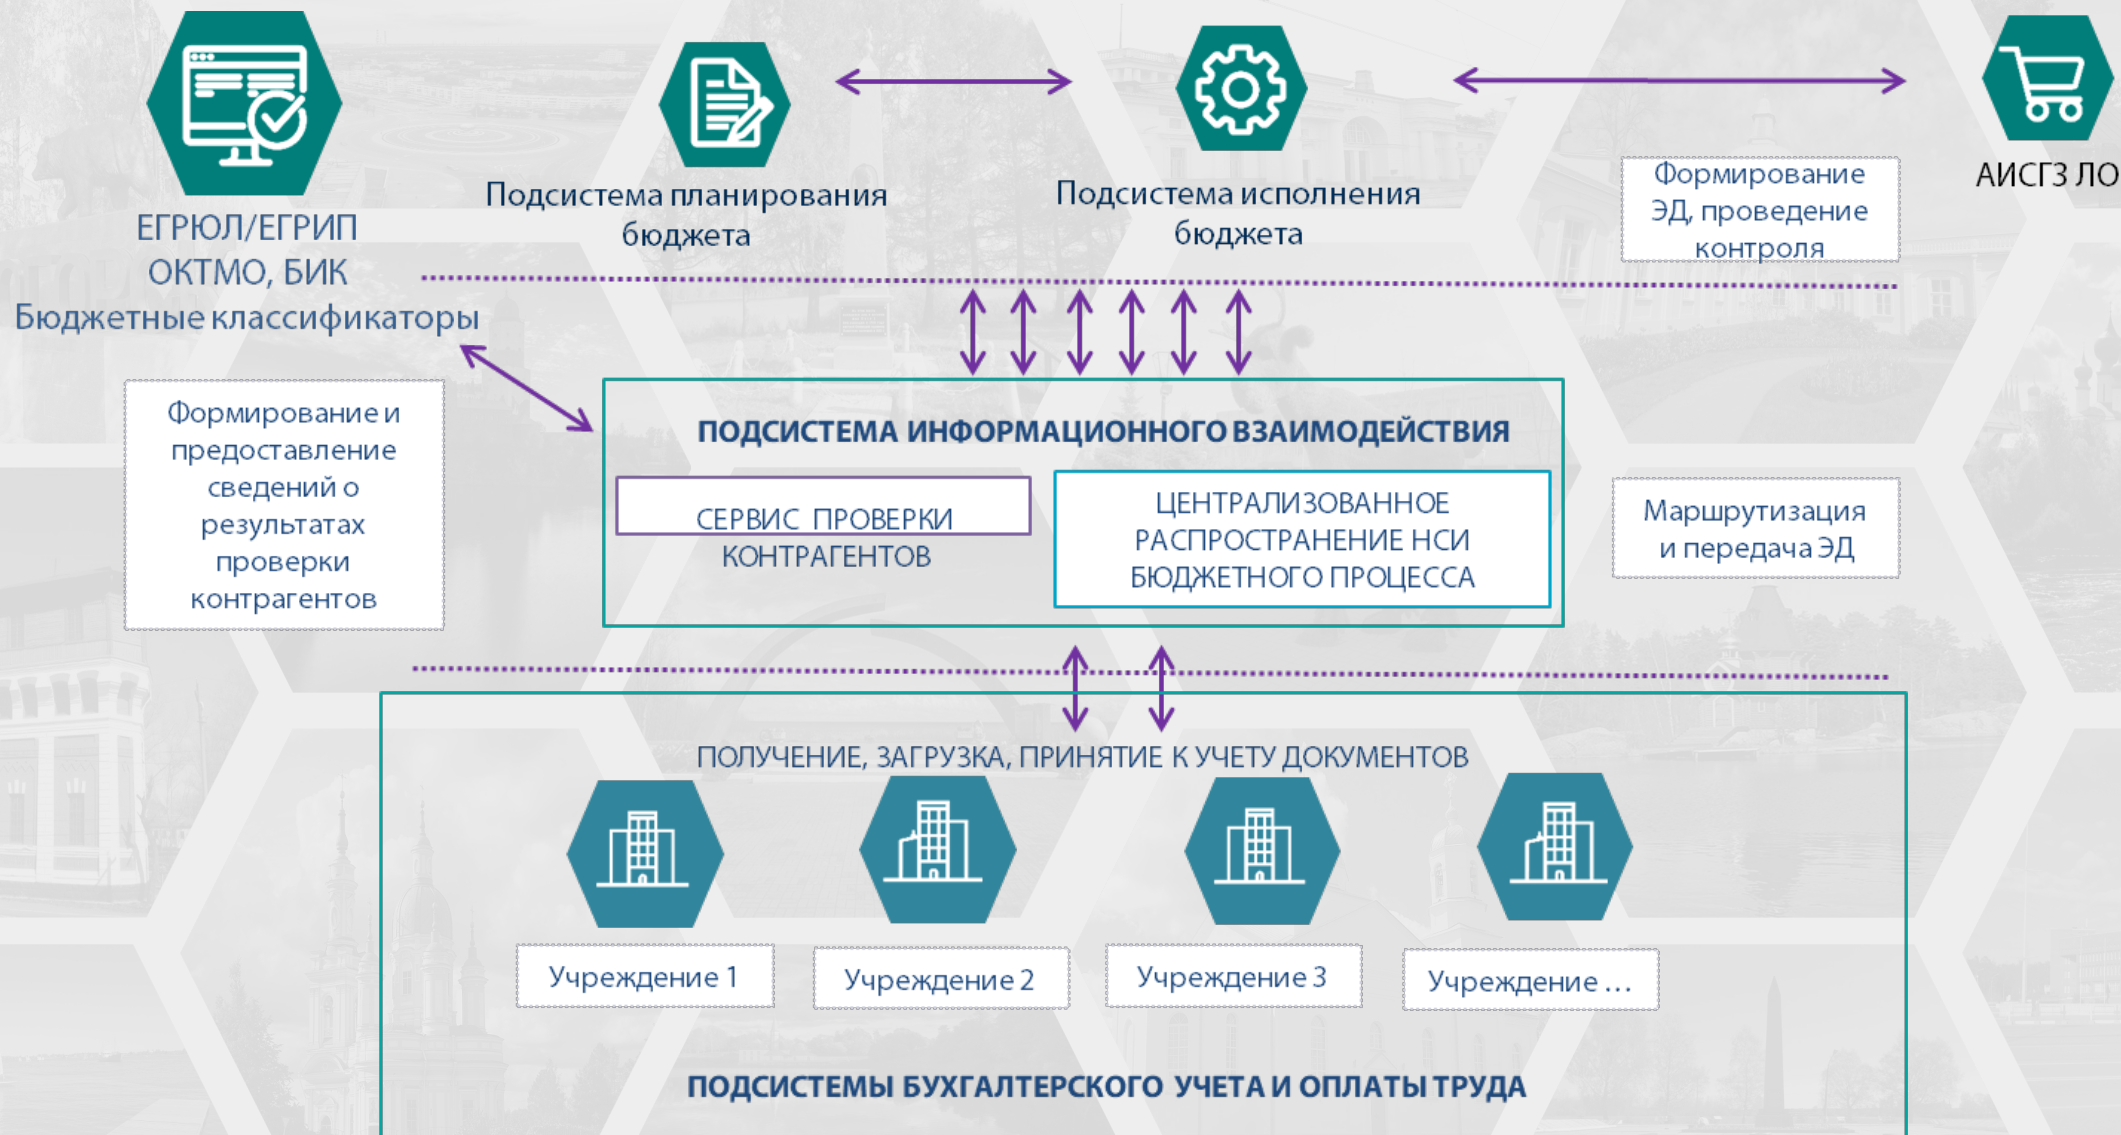 ЕГРЮЛ/ЕГРИП
ОКТМО, БИК
Бюджетные классификаторы
Подсистема планирования
бюджета
Подсистема исполнения
бюджета
Формирование
ЭД, проведение
контроля
АИСГЗ ЛО
Формирование и
предоставление
сведений о
результатах
проверки
контрагентов
ПОДСИСТЕМА ИНФОРМАЦИОННОГО ВЗАИМОДЕЙСТВИЯ
СЕРВИС ПРОВЕРКИ
КОНТРАГЕНТОВ
ЦЕНТРАЛИЗОВАННОЕ
РАСПРОСТРАНЕНИЕ НСИ
БЮДЖЕТНОГО ПРОЦЕССА
Маршрутизация
и передача ЭД
ПОЛУЧЕНИЕ, ЗАГРУЗКА, ПРИНЯТИЕ К УЧЕТУ ДОКУМЕНТОВ
Учреждение 1
Учреждение 2
Учреждение 3
Учреждение ...
ПОДСИСТЕМЫ БУХГАЛТЕРСКОГО УЧЕТА И ОПЛАТЫ ТРУДА